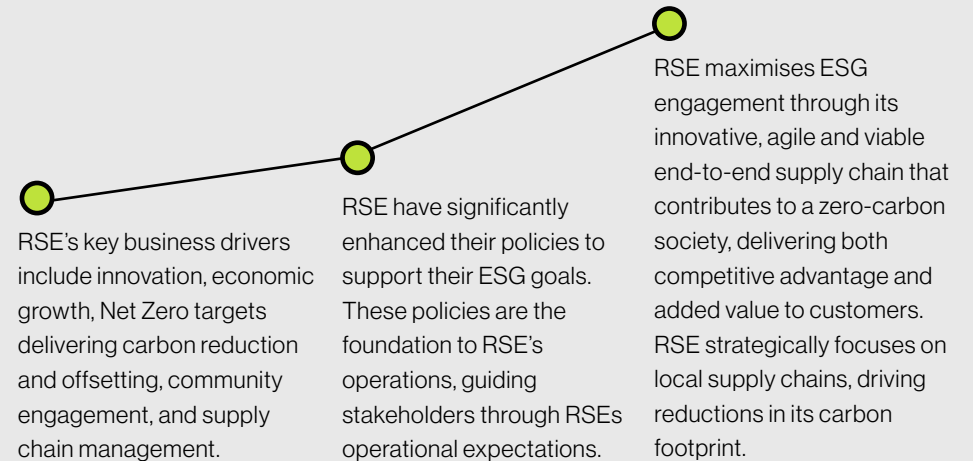 RSE's key business drivers
include innovation, economic
growth, Net Zero targets
delivering carbon reduction
and offsetting, community
engagement, and supply
chain management.
RSE have significantly
enhanced their policies to
support their ESG goals.
These policies are the
foundation to RSE's
operations, guiding
stakeholders through RSEs
operational expectations.
RSE maximises ESG
engagement through its
innovative, agile and viable
end-to-end supply chain that
contributes to a zero-carbon
society, delivering both
competitive advantage and
added value to customers.
RSE strategically focuses on
local supply chains, driving
reductions in its carbon
footprint.